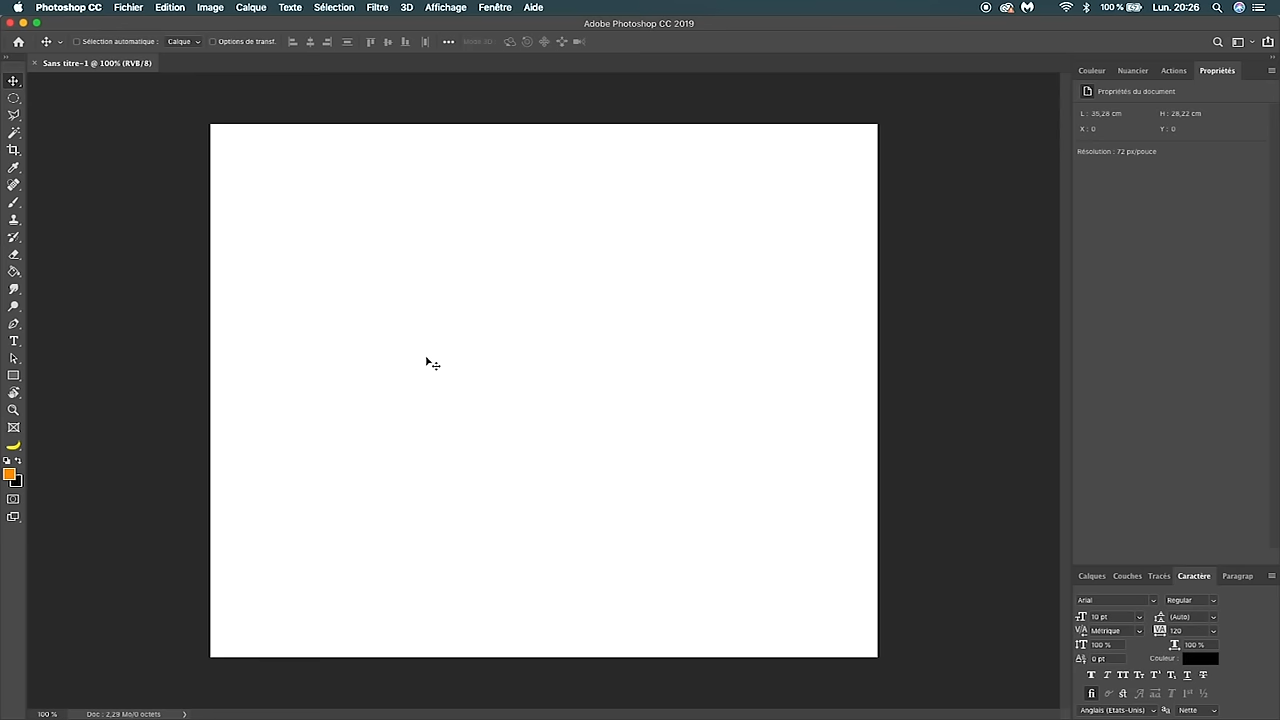 Photoshop CC Fichier Edition Image Calque Texte Sélection Filtre 3D Affichage Fenêtre Aide 100 % Lun. 20:26
Adobe Photoshop CC 2019
Sélection automatique : Calque Options de transf. Mode 3D :
Sans titre-1 @ 100% (RVB/8)
Couleur Nuancier Actions Propriétés
Propriétés du document
L : 35,28 cm H : 28,22 cm
X : 0 Y : 0
Résolution : 72 px/pouce
Calques Couches Tracés Caractère Paragrap
Arial Regular
10 pt (Auto)
Métrique 120
100 % 100 %
0 pt Couleur :
Anglais (Etats-Unis) Nette
100 % Doc : 2,29 Mo/0 octets